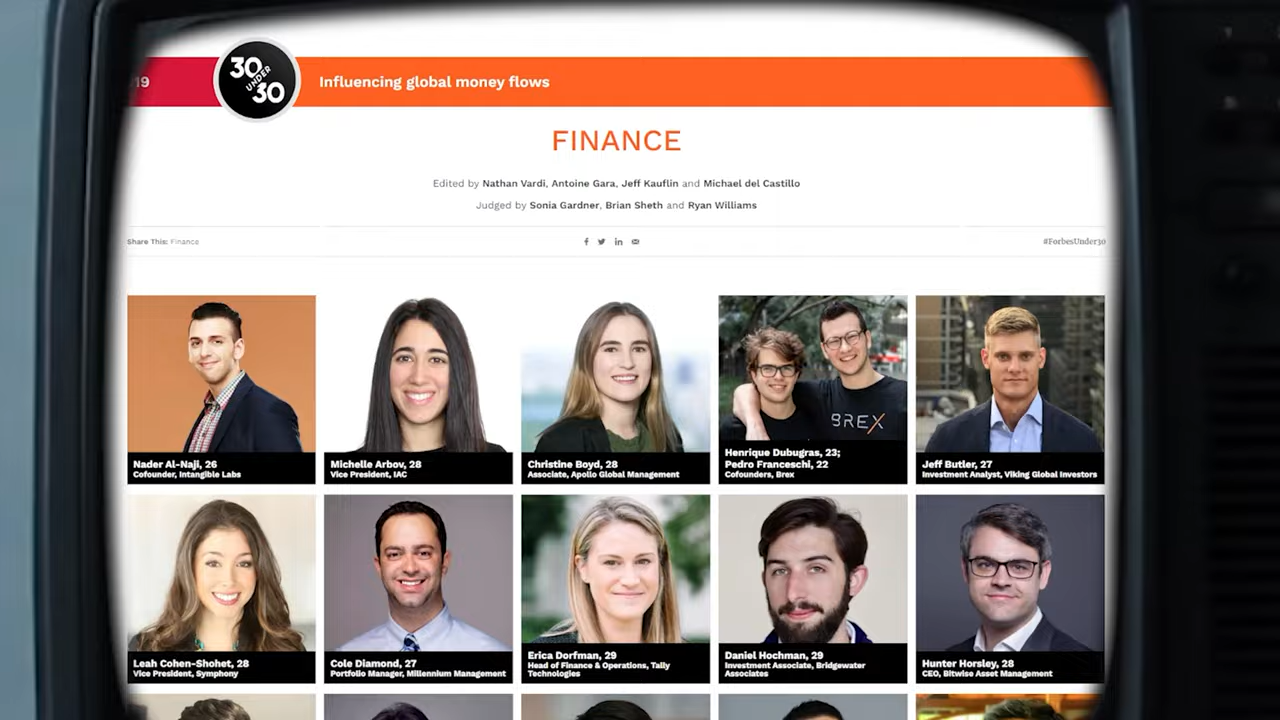 19
30
UNDER
30
Influencing global money flows
FINANCE
Edited by Nathan Vardi, Antoine Gara, Jeff Kauflin and Michael del Castillo
Judged by Sonia Gardner, Brian Sheth and Ryan Williams
Share This: Finance
#ForbesUnder30
BREX
Nader Al-Naji, 26
Cofounder, Intangible Labs
Michelle Arbov, 28
Vice President, IAC
Christine Boyd, 28
Associate, Apollo Global Management
Henrique Dubugras, 23;
Pedro Franceschi, 22
Cofounders, Brex
Jeff Butler, 27
Investment Analyst, Viking Global Investors
Leah Cohen-Shohet, 28
Vice President, Symphony
Cole Diamond, 27
Portfolio Manager, Millennium Management
Erica Dorfman, 29
Head of Finance & Operations, Tally
Technologies
Daniel Hochman, 29
Investment Associate, Bridgewater
Associates
Hunter Horsley, 28
CEO, Bitwise Asset Management